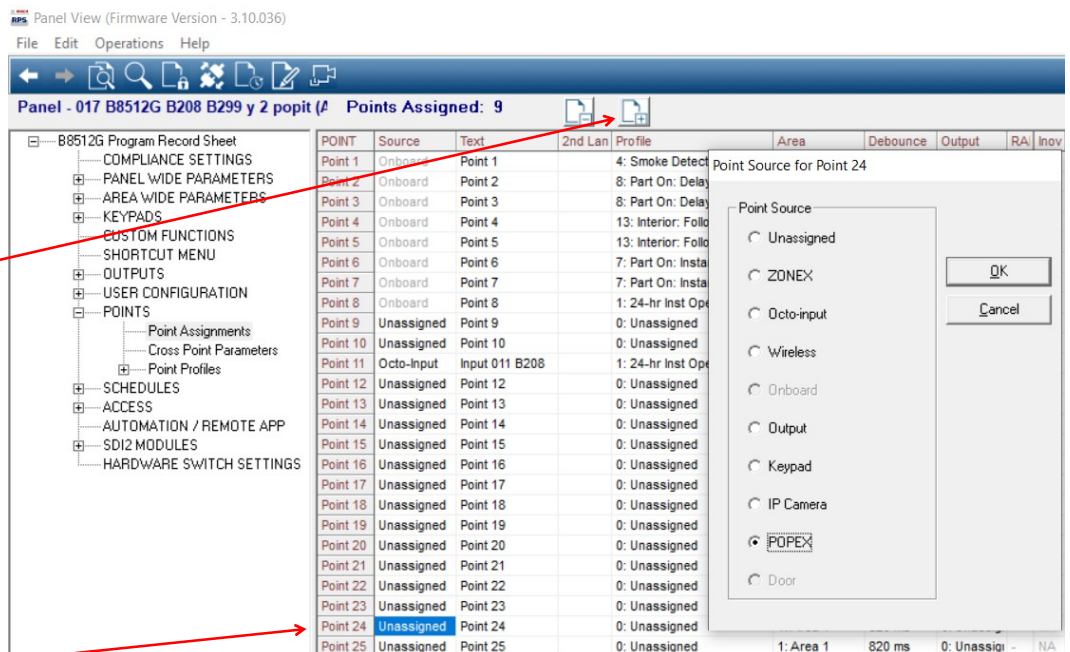 RPS Panel View (Firmware Version - 3.10.036)
File Edit Operations Help
Panel - 017 B8512G B208 B299 y 2 popit (A Points Assigned: 9
B8512G Program Record Sheet
COMPLIANCE SETTINGS
PANEL WIDE PARAMETERS
AREA WIDE PARAMETERS
KEYPADS
CUSTOM FUNCTIONS
SHORTCUT MENU
OUTPUTS
USER CONFIGURATION
POINTS
Point Assignments
Cross Point Parameters
Point Profiles
SCHEDULES
ACCESS
AUTOMATION / REMOTE APP
SDI2 MODULES
HARDWARE SWITCH SETTINGS
POINT Source Text 2nd Lan Profile Area Debounce Output RA Inov
Point 1 Onboard Point 1 4: Smoke Detect
Point 2 Onboard Point 2 8: Part On: Delay
Point 3 Onboard Point 3 8: Part On: Delay
Point 4 Onboard Point 4 13: Interior: Follo
Point 5 Onboard Point 5 13: Interior: Follo
Point 6 Onboard Point 6 7: Part On: Insta
Point 7 Onboard Point 7 7: Part On: Insta
Point 8 Onboard Point 8 1: 24-hr Inst Ope
Point 9 Unassigned Point 9 0: Unassigned
Point 10 Unassigned Point 10 0: Unassigned
Point 11 Octo-Input Input 011 B208 1: 24-hr Inst Ope
Point 12 Unassigned Point 12 0: Unassigned
Point 13 Unassigned Point 13 0: Unassigned
Point 14 Unassigned Point 14 0: Unassigned
Point 15 Unassigned Point 15 0: Unassigned
Point 16 Unassigned Point 16 0: Unassigned
Point 17 Unassigned Point 17 0: Unassigned
Point 18 Unassigned Point 18 0: Unassigned
Point 19 Unassigned Point 19 0: Unassigned
Point 20 Unassigned Point 20 0: Unassigned
Point 21 Unassigned Point 21 0: Unassigned
Point 22 Unassigned Point 22 0: Unassigned
Point 23 Unassigned Point 23 0: Unassigned
Point 24 Unassigned Point 24 0: Unassigned
Point 25 Unassigned Point 25 0: Unassigned 1: Area 1 820 ms 0: Unassigı - NA
Point Source for Point 24
Point Source
Unassigned
ZONEX
Octo-input
Wireless
Onboard
Output
Keypad
IP Camera
POPEX
Door
OK
Cancel